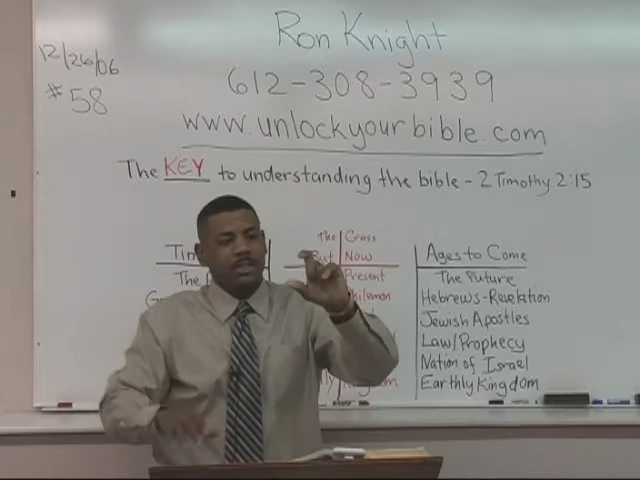 12/26/06
#58
Ron Knight
612-308-3939
www.unlockyourbible.com
The KEY to understanding the bible - 2 Timothy 2:15
The Cross
But Now
Present
Ages to Come
The Future
Hebrews-Revelation
Jewish Apostles
Law/Prophecy
Nation of Israel
Earthly Kingdom